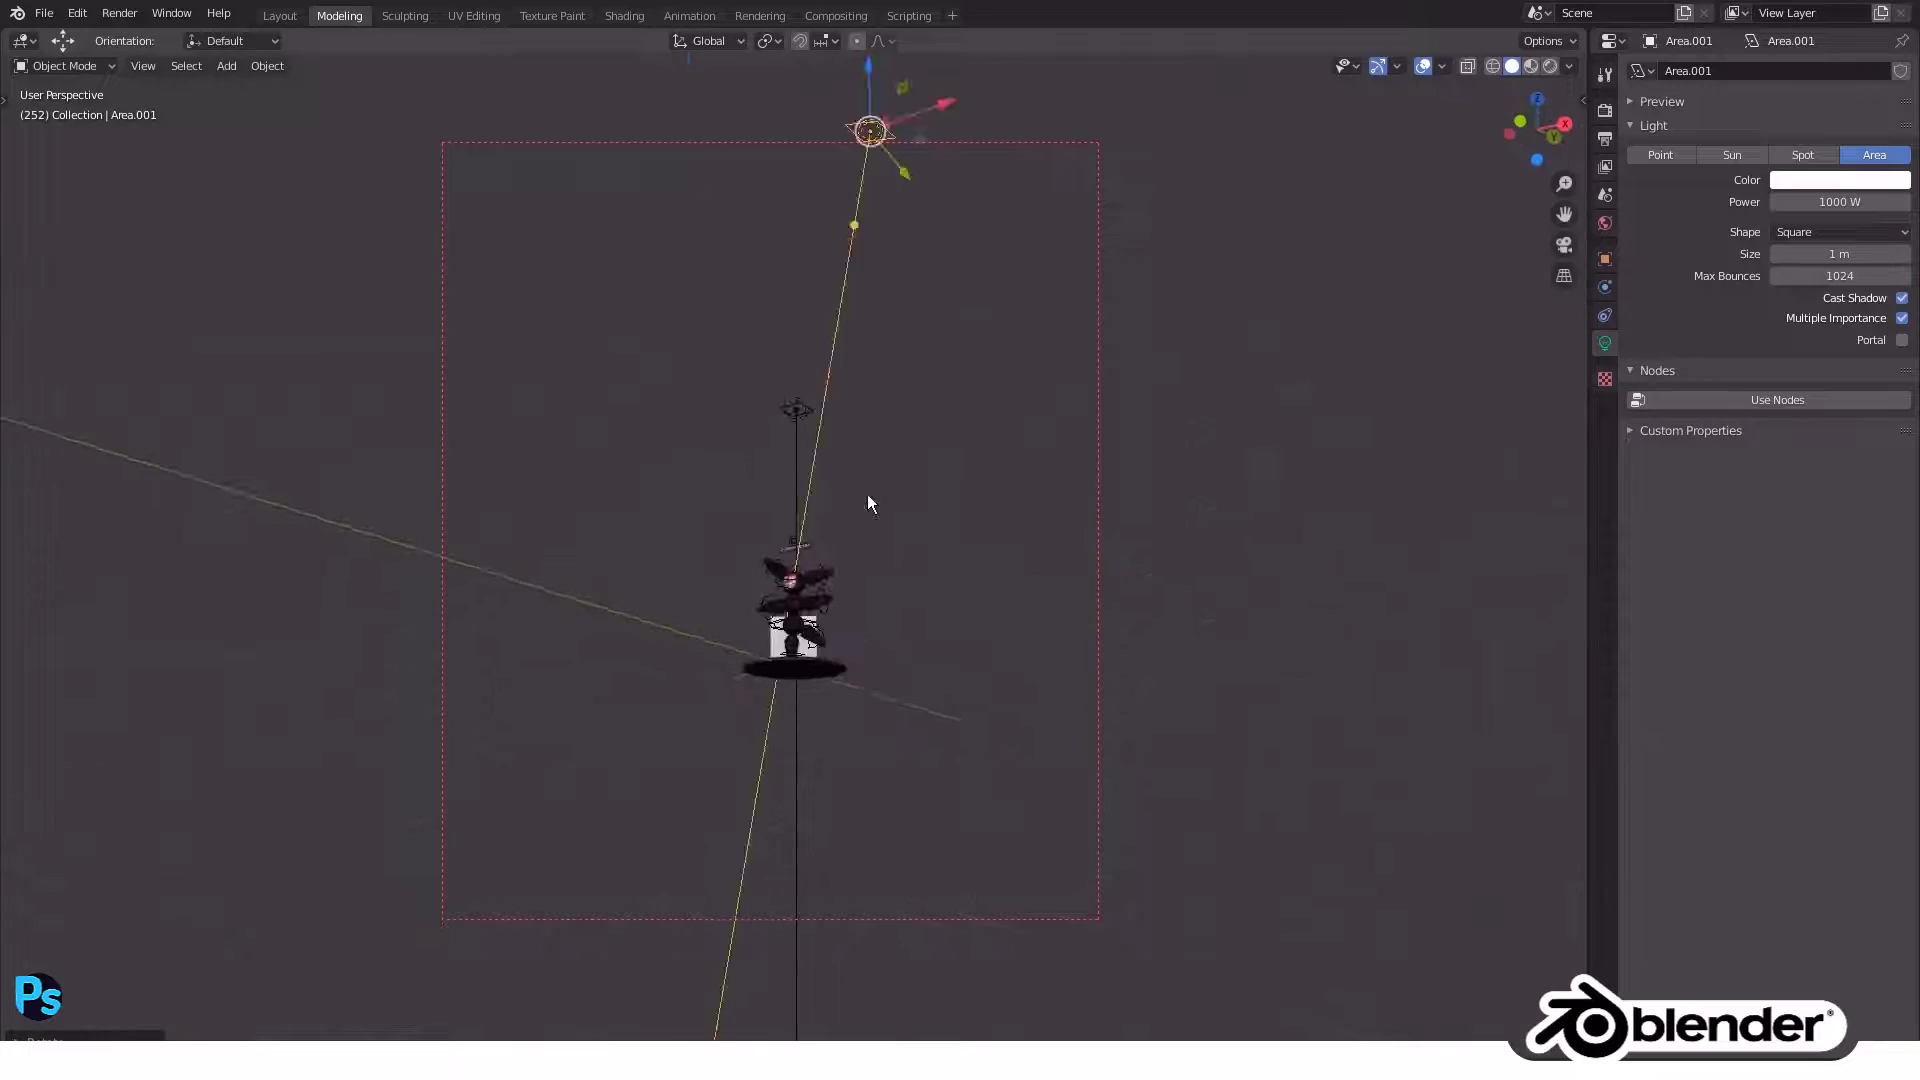 File Edit Render Window Help Layout Modeling Sculpting UV Editing Texture Paint Shading Animation Rendering Compositing Scripting + Scene View Layer
Orientation: Default Global Options Area.001 Area.001
Object Mode View Select Add Object Area.001
User Perspective
(252) Collection | Area.001
Preview
Light
Point Sun Spot Area
Color
Power 1000 W
Shape Square
Size 1 m
Max Bounces 1024
Cast Shadow
Multiple Importance
Portal
Nodes
Use Nodes
Custom Properties
Z
X
Y
Ps
blender®